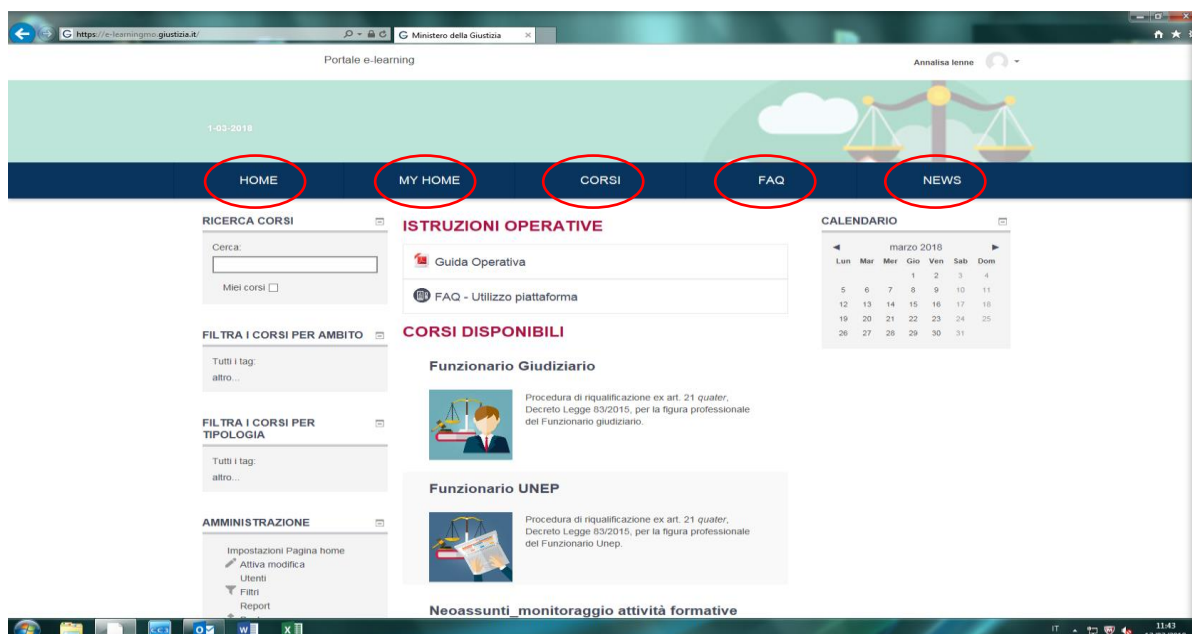 https://e-learningmo.giustizia.it/
Ministero della Giustizia
Portale e-learning
Annalisa Ienne
1-03-2018
HOME
MY HOME
CORSI
FAQ
NEWS
RICERCA CORSI
Cerca:
Miei corsi
FILTRA I CORSI PER AMBITO
Tutti i tag:
altro...
FILTRA I CORSI PER
TIPOLOGIA
Tutti i tag:
altro...
AMMINISTRAZIONE
Impostazioni Pagina home
Attiva modifica
Utenti
Filtri
Report
ISTRUZIONI OPERATIVE
Guida Operativa
FAQ - Utilizzo piattaforma
CORSI DISPONIBILI
Funzionario Giudiziario
Procedura di riqualificazione ex art. 21 quater,
Decreto Legge 83/2015, per la figura professionale
del Funzionario giudiziario.
Funzionario UNEP
Procedura di riqualificazione ex art. 21 quater,
Decreto Legge 83/2015, per la figura professionale
del Funzionario Unep.
Neoassunti_monitoraggio attività formative
CALENDARIO
◄ marzo 2018 ►
Lun Mar Mer Gio Ven Sab Dom
1 2 3 4
5 6 7 8 9 10 11
12 13 14 15 16 17 18
19 20 21 22 23 24 25
26 27 28 29 30 31
IT
11:43